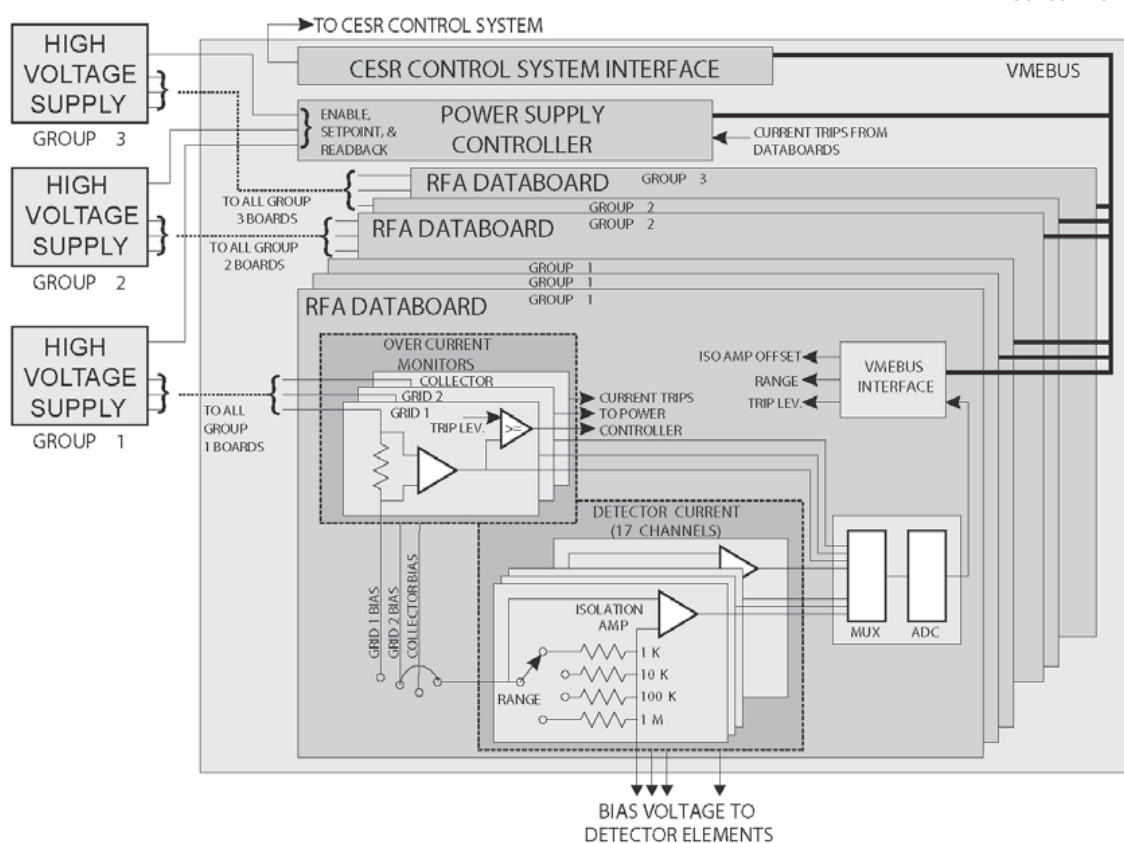 TO CESR CONTROL SYSTEM
HIGH
VOLTAGE
SUPPLY
GROUP 3
CESR CONTROL SYSTEM INTERFACE
VMEBUS
ENABLE,
SETPOINT, &
READBACK
POWER SUPPLY
CONTROLLER
CURRENT TRIPS FROM
DATABOARDS
HIGH
VOLTAGE
SUPPLY
GROUP 2
TO ALL GROUP
3 BOARDS
RFA DATABOARD GROUP 3
GROUP 2
GROUP 2
RFA DATABOARD
TO ALL GROUP
2 BOARDS
GROUP 1
GROUP 1
GROUP 1
RFA DATABOARD
HIGH
VOLTAGE
SUPPLY
GROUP 1
TO ALL
GROUP
1 BOARDS
OVER CURRENT
MONITORS
COLLECTOR
GRID 2
GRID 1
TRIP LEV.
>=
CURRENT TRIPS
TO POWER
CONTROLLER
ISO AMP OFFSET
RANGE
TRIP LEV.
VMEBUS
INTERFACE
DETECTOR CURRENT
(17 CHANNELS)
GRID 1 BIAS
GRID 2 BIAS
COLLECTOR BIAS
ISOLATION
AMP
RANGE
1 K
10 K
100 K
1 M
MUX
ADC
BIAS VOLTAGE TO
DETECTOR ELEMENTS